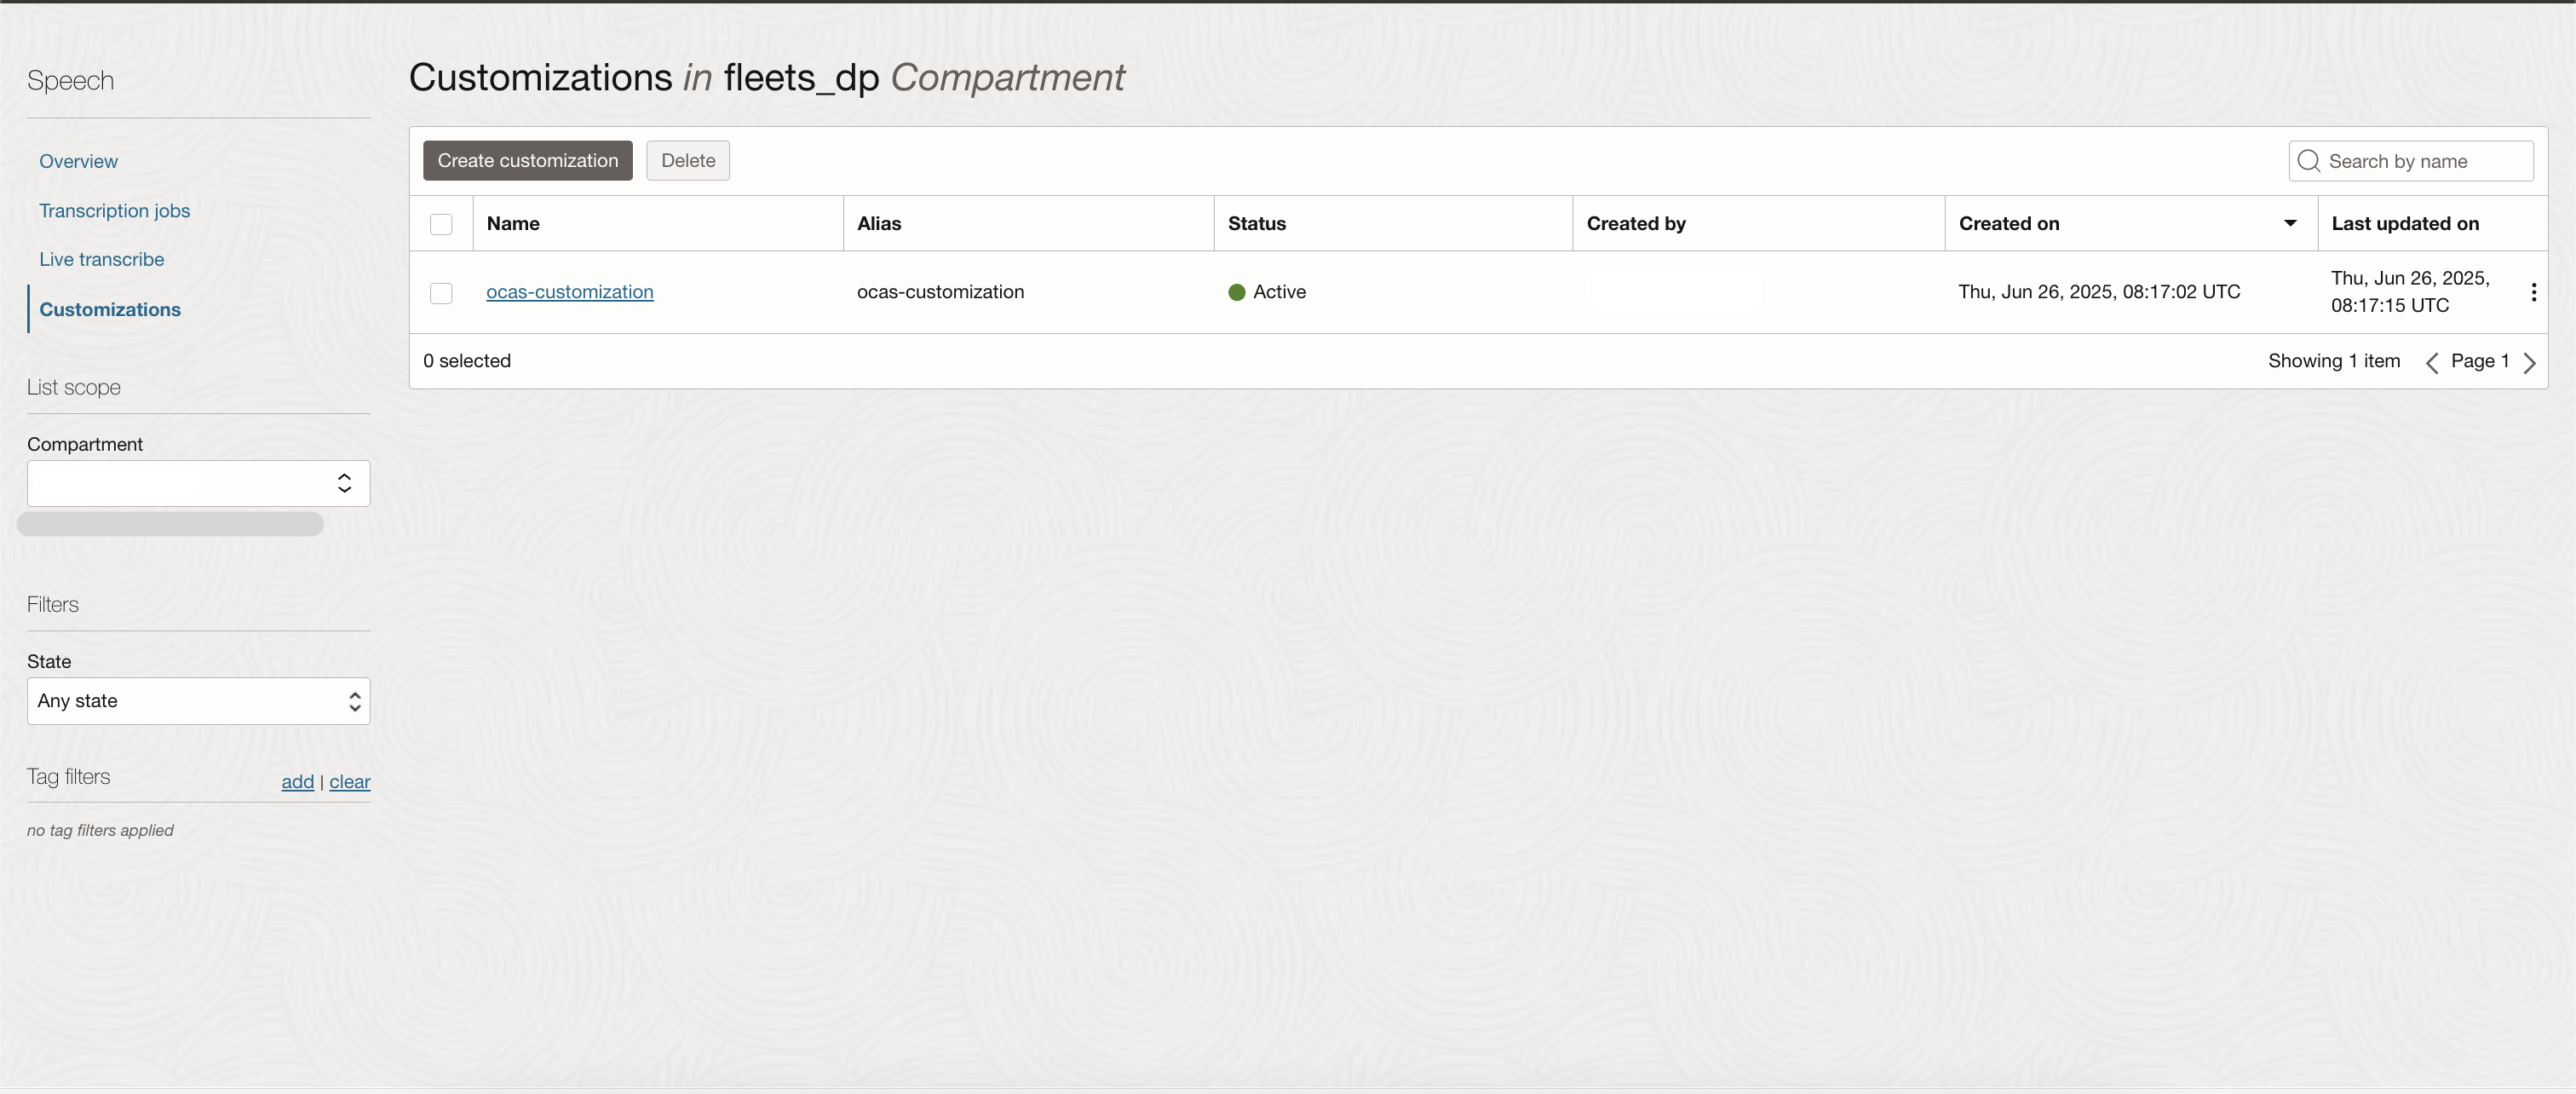 Speech
Overview
Transcription jobs
Live transcribe
Customizations
List scope
Compartment
Filters
State
Any state
Tag filters
add | clear
no tag filters applied
Customizations in fleets_dp Compartment
Create customization
Delete
Search by name
Name
Alias
Status
Created by
Created on
Last updated on
ocas-customization
ocas-customization
Active
Thu, Jun 26, 2025, 08:17:02 UTC
Thu, Jun 26, 2025,
08:17:15 UTC
0 selected
Showing 1 item
Page 1